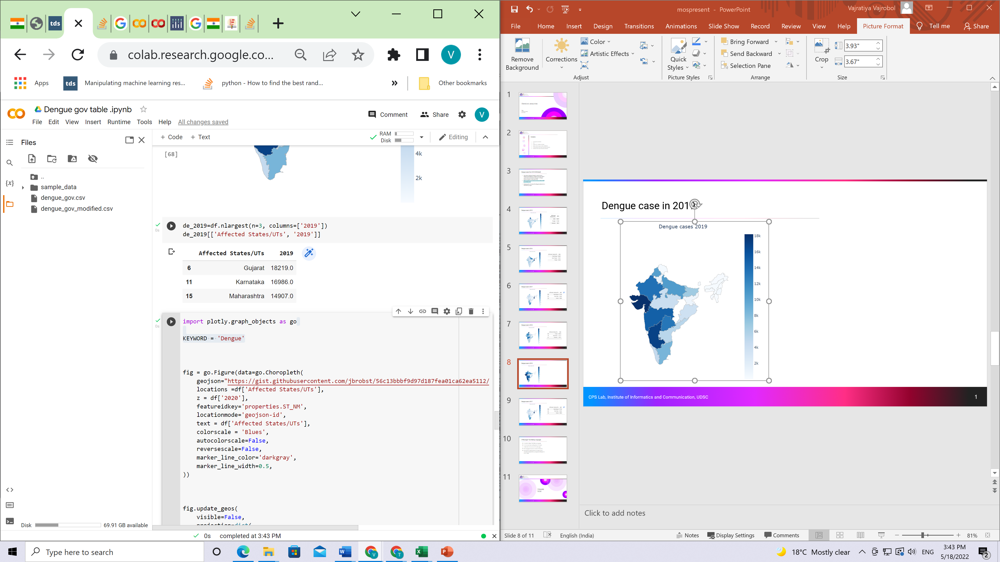 tds
colab.research.google.co...
V
Apps
tds
Manipulating machine learning res...
python - How to find the best rand...
»
Other bookmarks
Dengue gov table .ipynb
Comment
Share
V
File Edit View Insert Runtime Tools Help All changes saved
Files
+ Code + Text
RAM
Disk
Editing
..
sample_data
dengue_gov.csv
dengue_gov_modified.csv
{x}
<>
Disk
69.91 GB available
[68]
4k
2k
0s
de_2019=df.nlargest(n=3, columns=['2019'])
de_2019[['Affected States/UTs', '2019']]
Affected States/UTs 2019
6 Gujarat 18219.0
11 Karnataka 16986.0
15 Maharashtra 14907.0
0s
import plotly.graph_objects as go
KEYWORD = 'Dengue'
fig = go.Figure(data=go.Choropleth(
geojson="https://gist.githubusercontent.com/jbrobst/56c13bbbf9d97d187fea01ca62ea5112/
locations =df['Affected States/UTs'],
z = df['2020'],
featureidkey='properties.ST_NM',
locationmode='geojson-id',
text = df['Affected States/UTs'],
colorscale = 'Blues',
autocolorscale=False,
reversescale=False,
marker_line_color='darkgray',
marker_line_width=0.5,
))
fig.update_geos(
visible=False,
projection=dict(
0s completed at 3:43 PM
mospresent - PowerPoint
Vajratiya Vajrobol
File Home Insert Design Transitions Animations Slide Show Record Review View Help Picture Format Tell me Share
Remove
Background
Corrections
Color
Artistic Effects
Adjust
Quick
Styles
Picture Styles
Bring Forward
Send Backward
Selection Pane
Arrange
Crop
3.93"
3.67"
Size
1
2
3
4
5
6
7
8
9
10
11
Dengue case in 201
Dengue cases 2019
18k
16k
14k
12k
10k
8k
6k
4k
2k
CPS Lab, Institute of Informatics and Communication, UDSC
1
Click to add notes
Slide 8 of 11 English (India)
Notes Display Settings Comments
81%
Type here to search
18°C Mostly clear
ENG
3:43 PM
5/18/2022
2